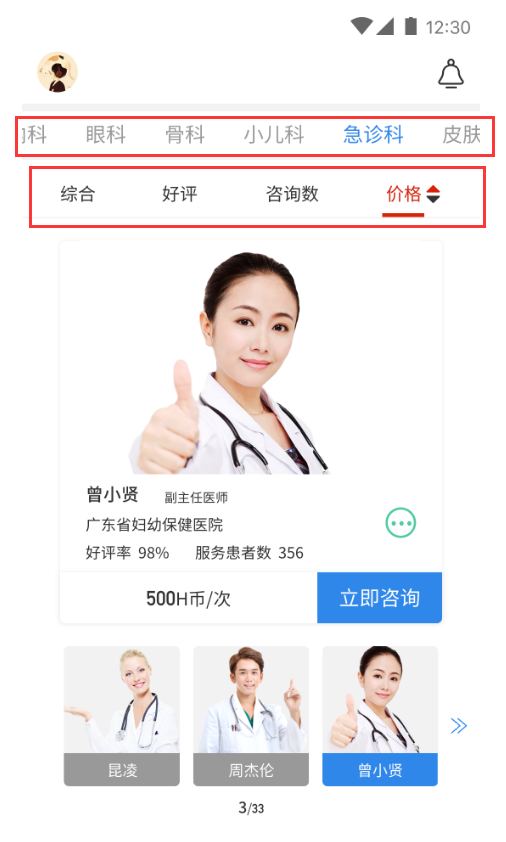 12:30
科 眼科 骨科 小儿科 急诊科 皮肤
综合 好评 咨询数 价格
曾小贤 副主任医师
广东省妇幼保健医院
好评率 98% 服务患者数 356
500H币/次 立即咨询
昆凌 周杰伦 曾小贤
3/33